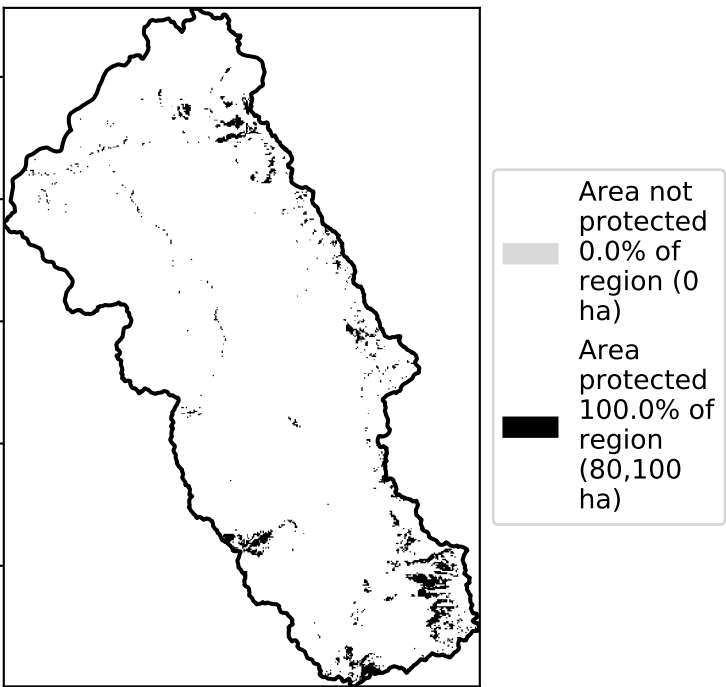 Area not
protected
0.0% of
region (0
ha)
Area
protected
100.0% of
region
(80,100
ha)